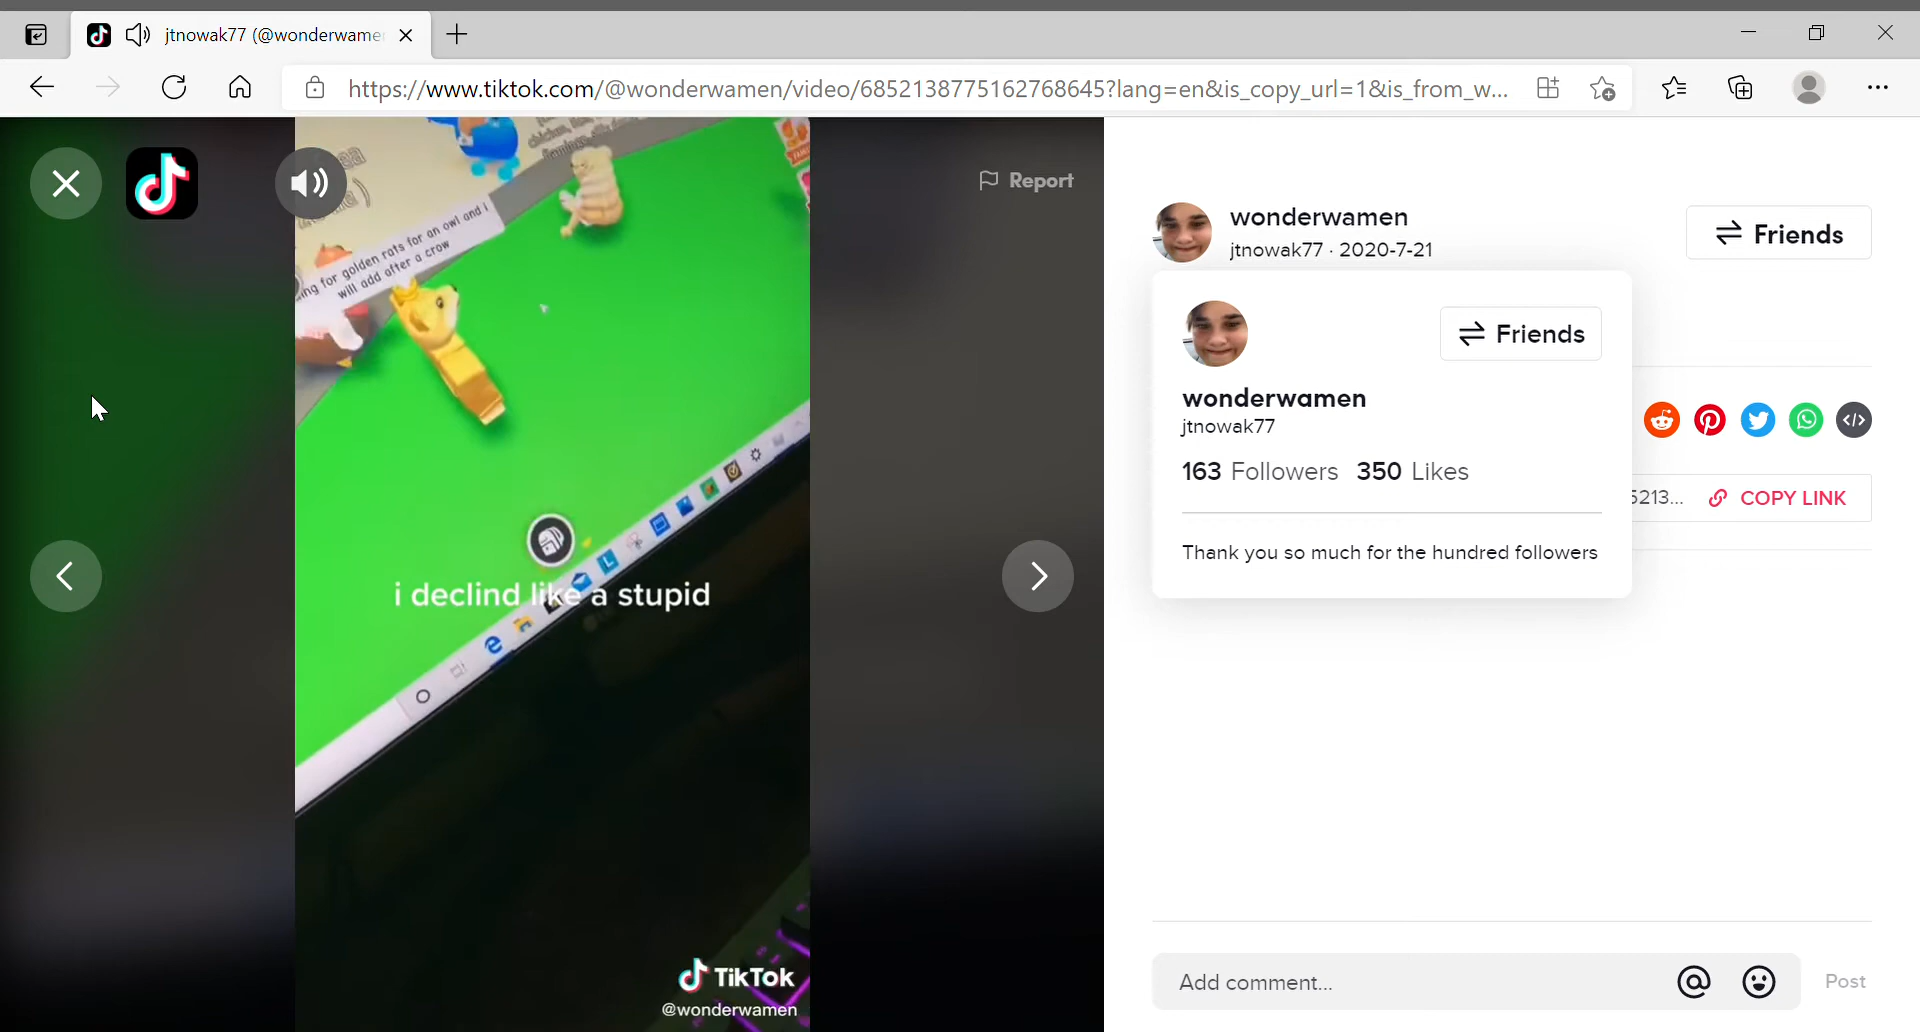 jtnowak77 (@wonderwame
https://www.tiktok.com/@wonderwamen/video/6852138775162768645?lang=en&is_copy_url=1&is_from_w...
Report
ing for golden rats for an owl and i
will add after a crow
i declind like a stupid
TikTok
@wonderwamen
wonderwamen
jtnowak77 · 2020-7-21
Friends
Friends
wonderwamen
jtnowak77
163 Followers 350 Likes
Thank you so much for the hundred followers
5213... COPY LINK
Add comment...
Post